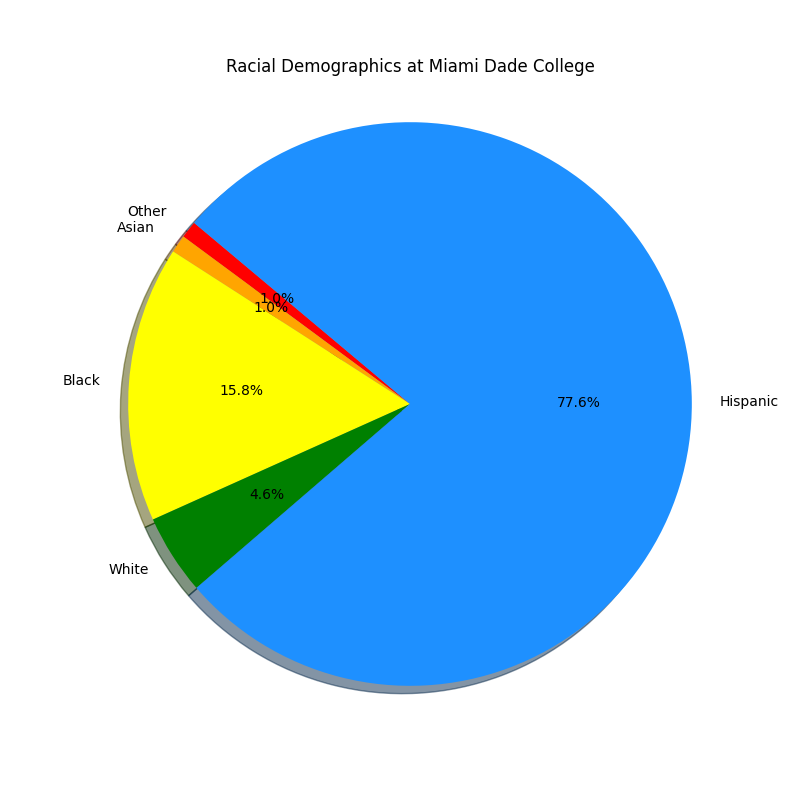 Racial Demographics at Miami Dade College
Other
Asian
1.0%
1.0%
Black
15.8%
77.6%
Hispanic
4.6%
White